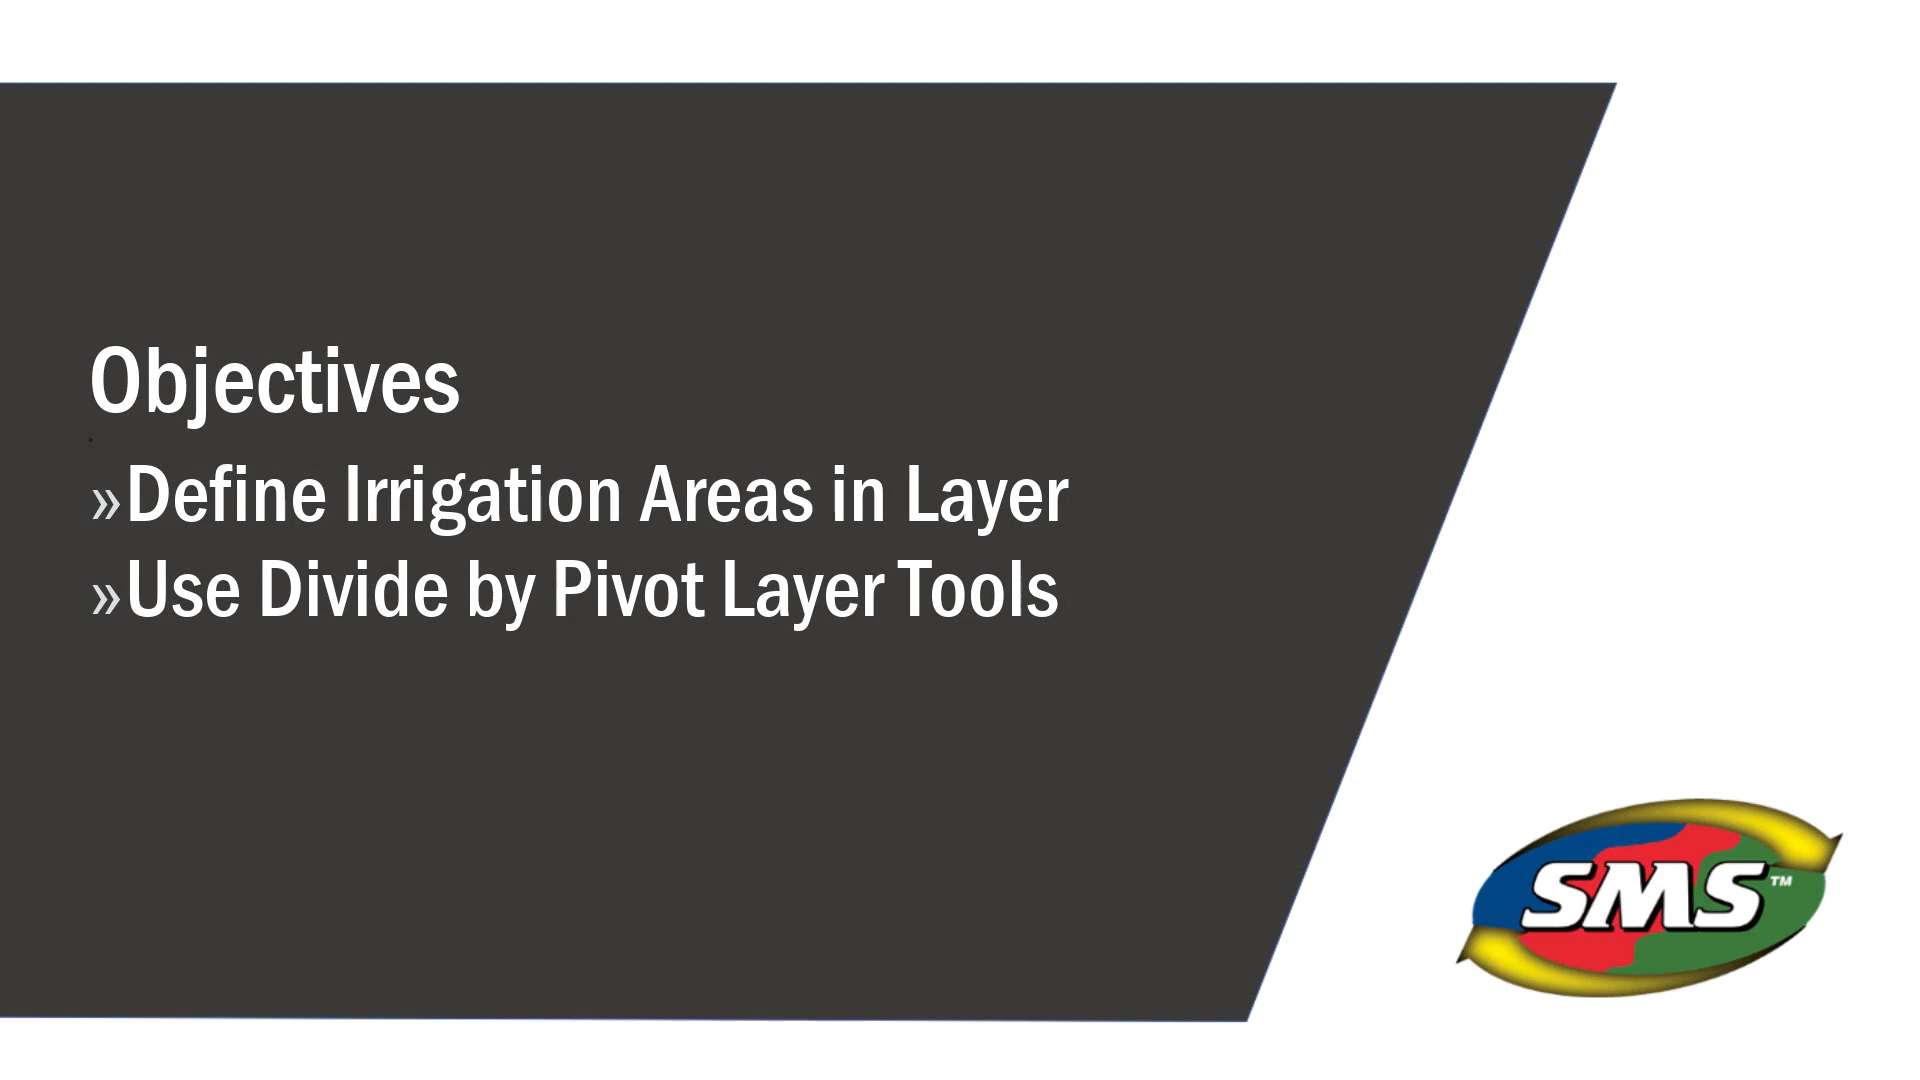 Objectives
»Define Irrigation Areas in Layer
»Use Divide by Pivot Layer Tools
SMS™